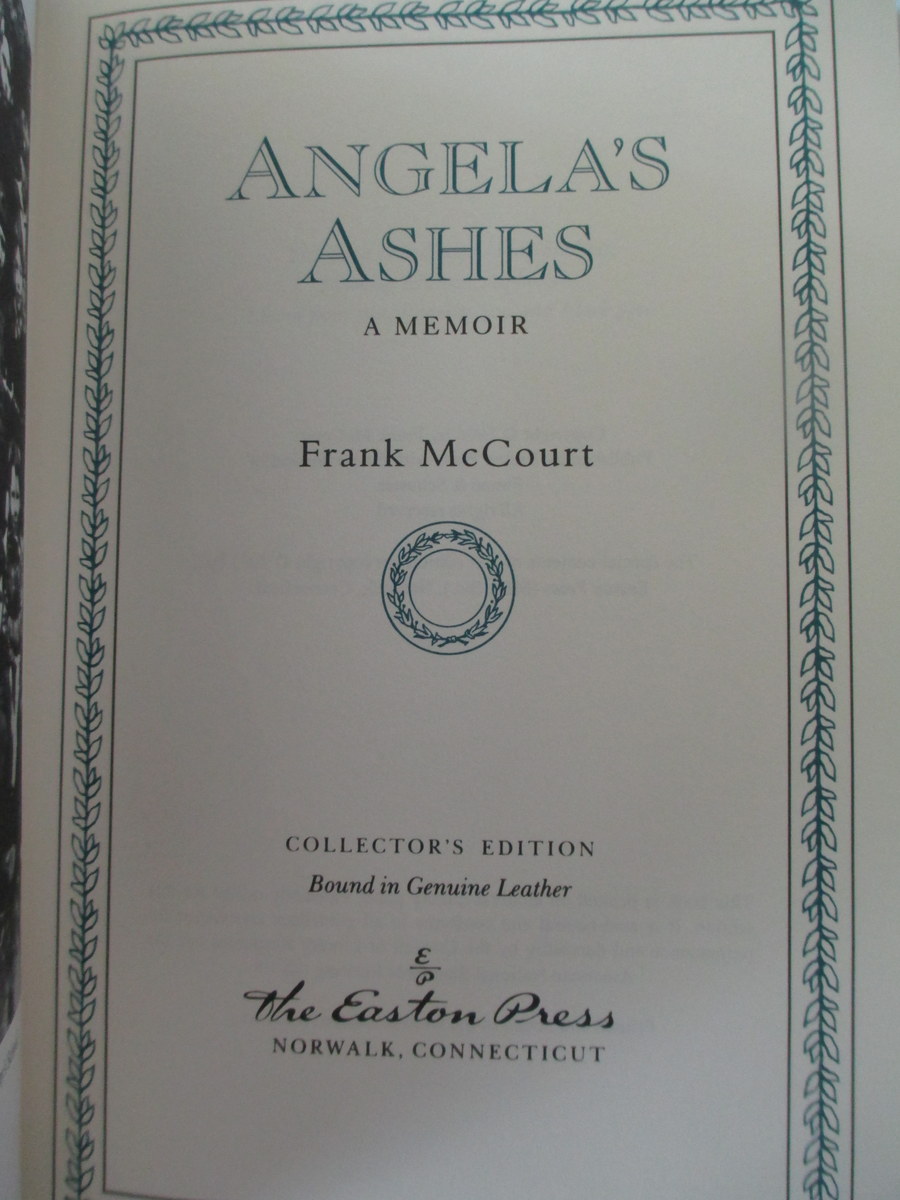 ANGELA'S
ASHES
A MEMOIR
Frank McCourt
COLLECTOR'S EDITION
Bound in Genuine Leather
E
P
The Easton Press
NORWALK, CONNECTICUT